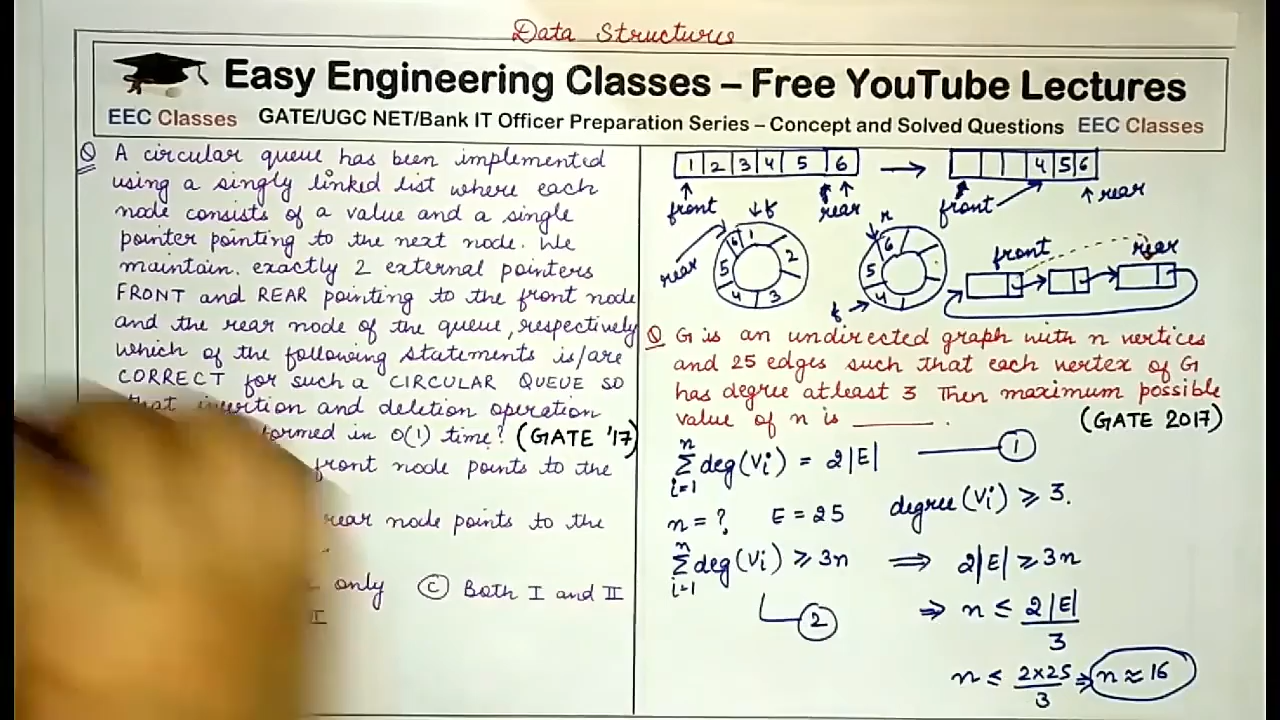 Data Structures
Easy Engineering Classes – Free YouTube Lectures
EEC Classes GATE/UGC NET/Bank IT Officer Preparation Series – Concept and Solved Questions EEC Classes
Q A circular queue has been implemented
using a singly linked list where each
node consists of a value and a single
pointer pointing to the next node. We
maintain. exactly 2 external pointers
FRONT and REAR pointing to the front node
and the rear node of the queue, respectively
which of the following statements is/are
CORRECT for such a CIRCULAR QUEUE SO
that insertion and deletion operation
formed in O(1) time? (GATE '17)
front node points to the
rear node points to the
only Ⓒ Both I and II
1 2 3 4 5 6 → 4 5 6
front rear front rear
f r
rear 6 1 2 3 4 5
6 5 4
f
front rear
Q G is an undirected graph with n vertices
and 25 edges such that each vertex of G
has degree atleast 3 Then maximum possible
value of n is ______ .
(GATE 2017)
n∑i=1 deg(Vi) = 2|E| ①
n = ? E = 25 degree(Vi) ≥ 3.
n∑i=1 deg(Vi) ≥ 3n ⇒ 2|E| ≥ 3n
② ⇒ n ≤ 2|E|/3
n ≤ 2×25/3 ⇒ n ≈ 16